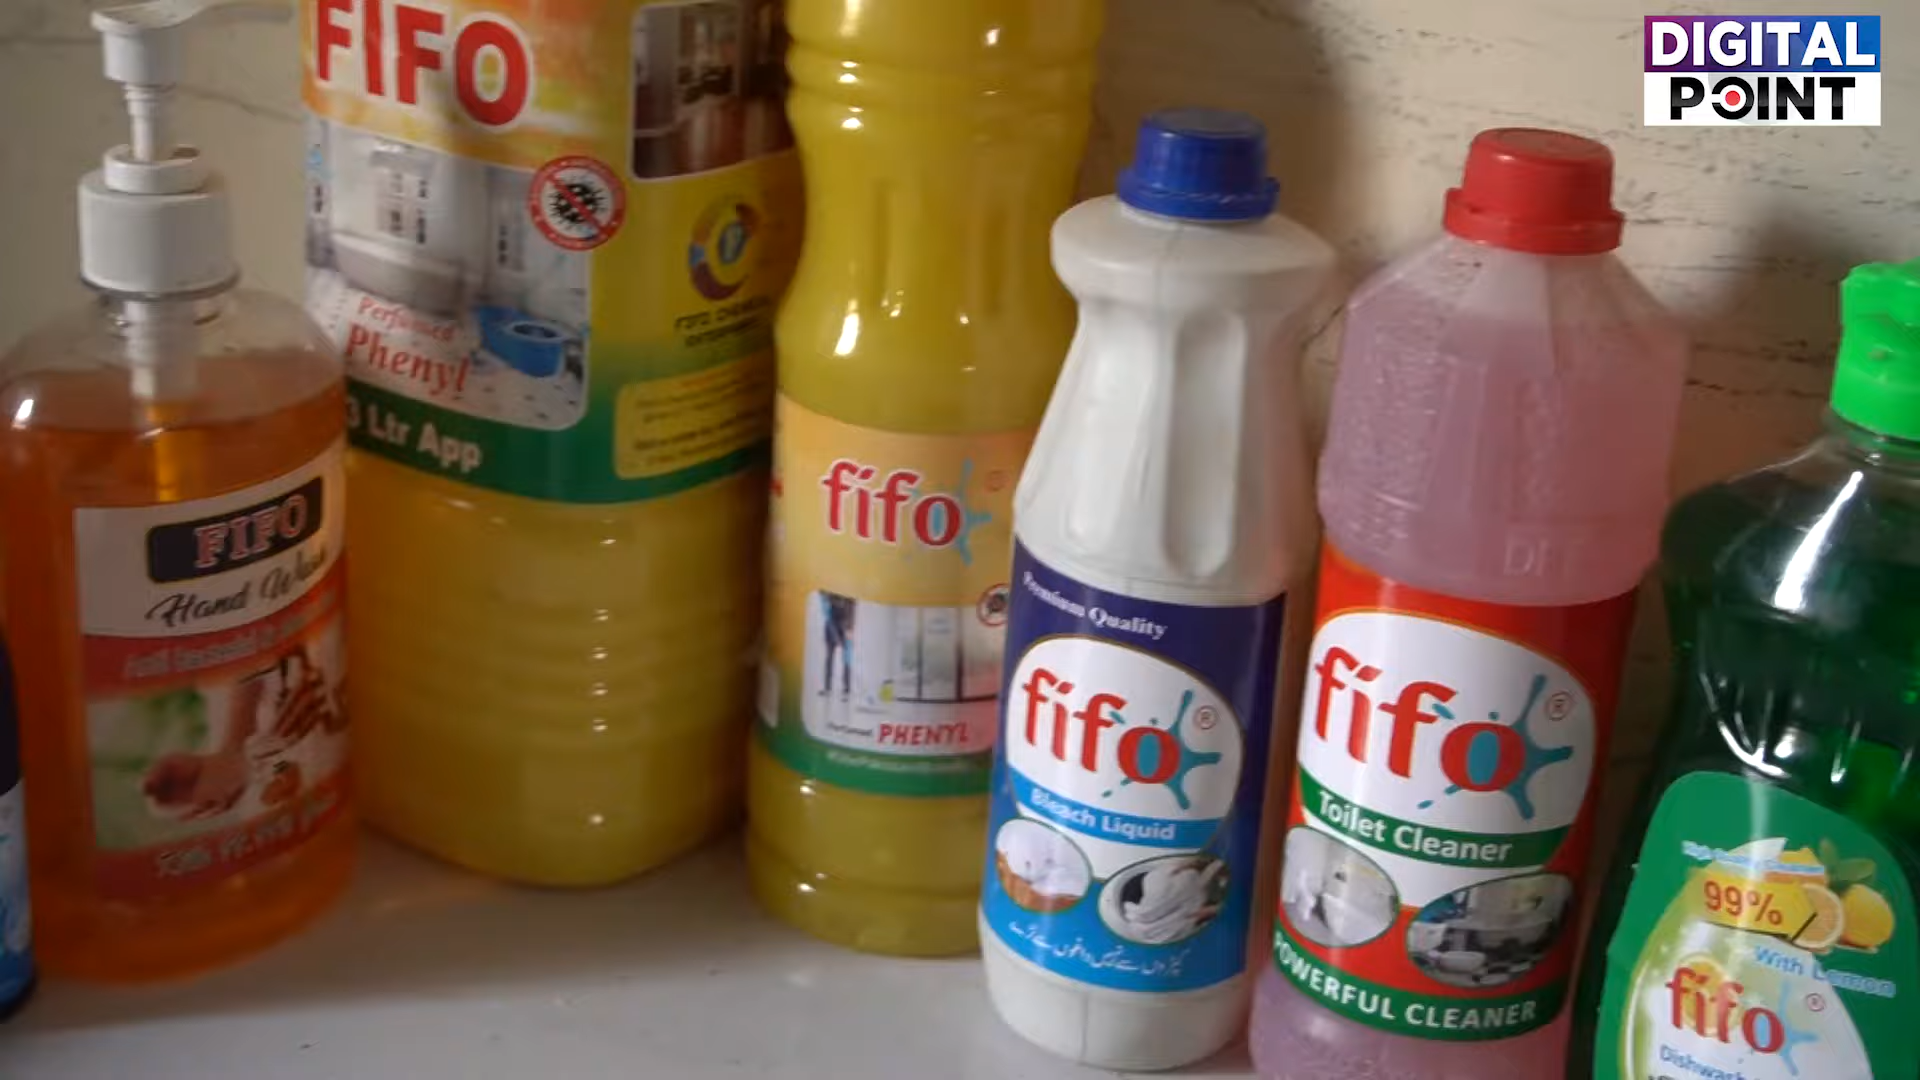 DIGITAL
POINT
FIFO
Perfumed
Phenyl
3 Ltr App
FIFO
Hand Wash
fifo
PHENYL
Premium Quality
fifo
Bleach Liquid
fifo
Toilet Cleaner
POWERFUL CLEANER
99%
With Lemon
fifo
Dishwash